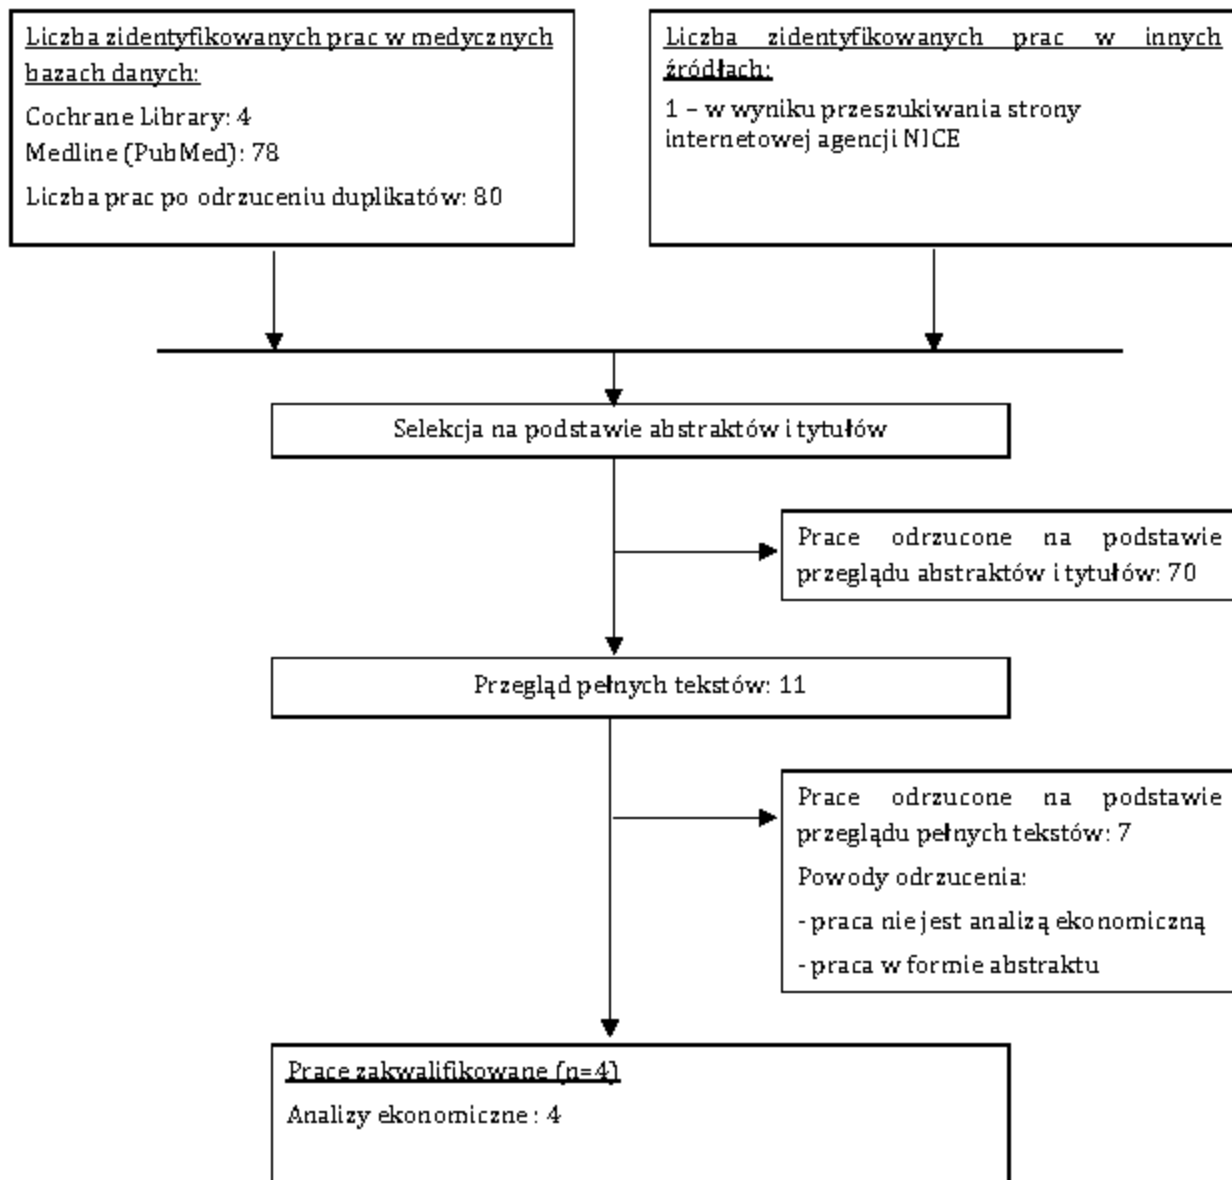 Liczba zidentyfikowanych prac w medycznych
bazach danych:
Cochrane Library: 4
Medline (PubMed): 78
Liczba prac po odrzuceniu duplikatów: 80
Liczba zidentyfikowanych prac w innych
źródłach:
1 – w wyniku przeszukiwania strony
internetowej agencji NICE
Selekcja na podstawie abstraktów i tytułów
Prace odrzucone na podstawie
przeglądu abstraktów i tytułów: 70
Przegląd pełnych tekstów: 11
Prace odrzucone na podstawie
przeglądu pełnych tekstów: 7
Powody odrzucenia:
- praca nie jest analizą ekonomiczną
- praca w formie abstraktu
Prace zakwalifikowane (n=4)
Analizy ekonomiczne : 4